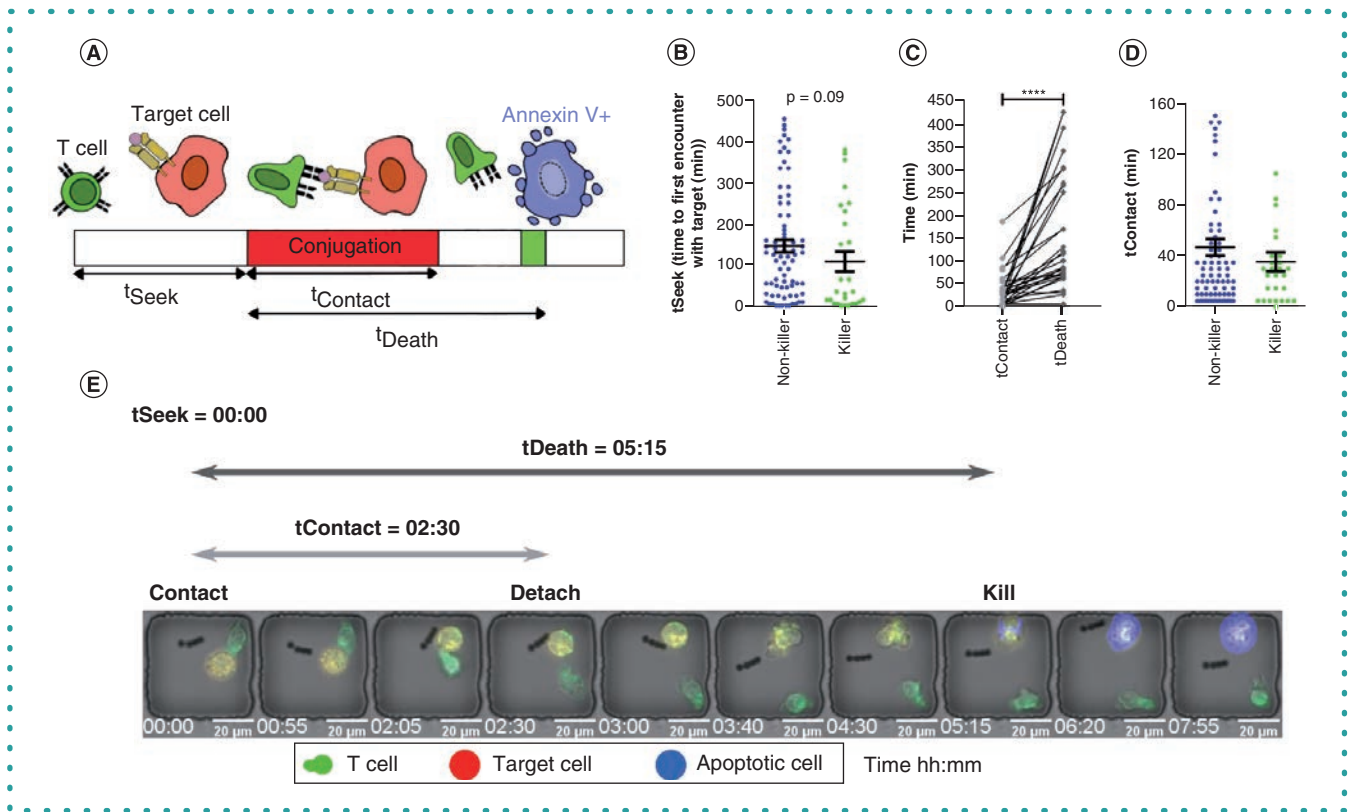 A
T cell
Target cell
Annexin V+
Conjugation
tSeek
tContact
tDeath
B
tSeek (time to first encounter
with target (min))
p = 0.09
500
400
300
200
100
0
Non-killer
Killer
C
Time (min)
****
450
400
350
300
250
200
150
100
50
0
tContact
tDeath
D
tContact (min)
160
120
80
40
0
Non-killer
Killer
E
tSeek = 00:00
tDeath = 05:15
tContact = 02:30
Contact
Detach
Kill
00:00 20 µm 00:55 20 µm 02:05 20 µm 02:30 20 µm 03:00 20 µm 03:40 20 µm 04:30 20 µm 05:15 20 µm 06:20 20 µm 07:55 20 µm
T cell Target cell Apoptotic cell Time hh:mm